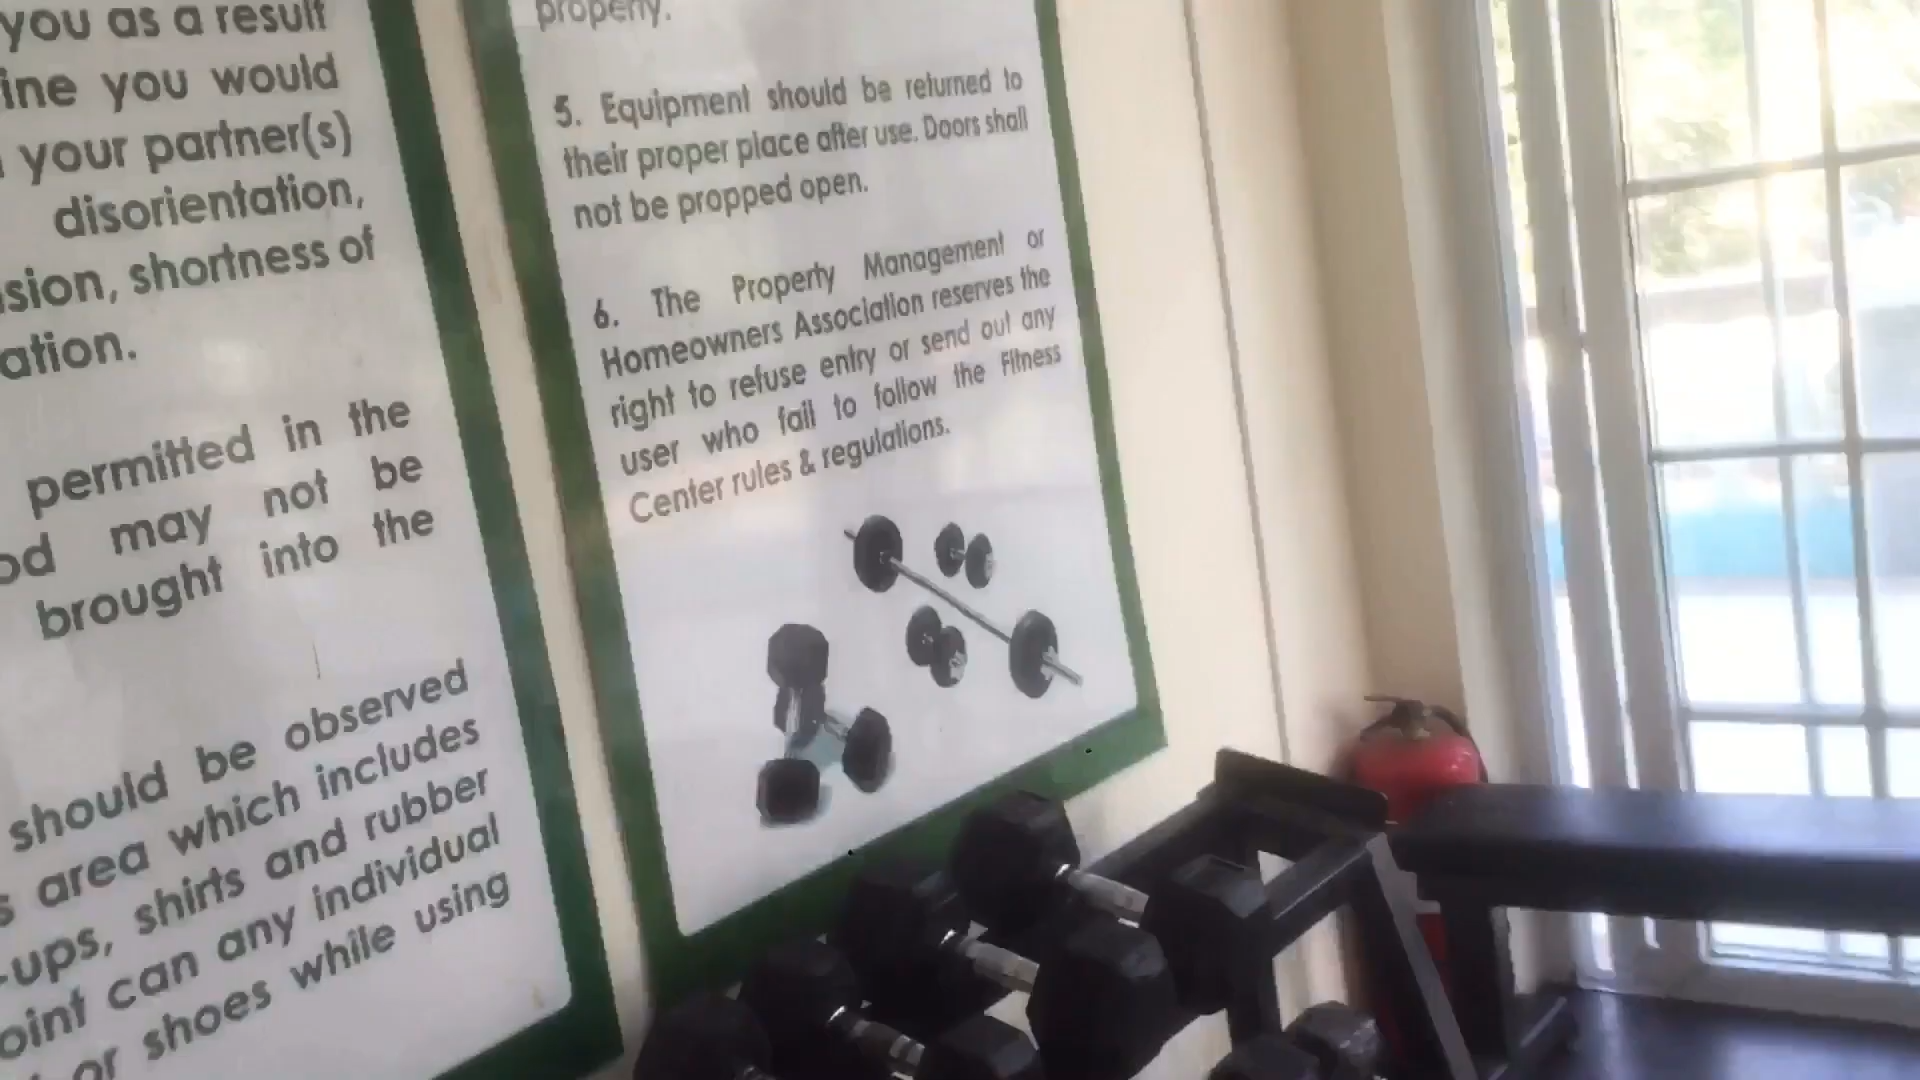 you as a result
ine you would
your partner(s)
disorientation,
sion, shortness of
ation.
permitted in the
od may not be
brought into the
should be observed
s area which includes
-ups, shirts and rubber
oint can any individual
or shoes while using
properly.
5. Equipment should be returned to
their proper place after use. Doors shall
not be propped open.
6. The Property Management or
Homeowners Association reserves the
right to refuse entry or send out any
user who fail to follow the Fitness
Center rules & regulations.